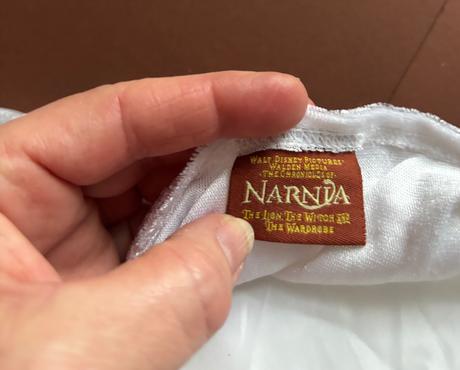 WALT DISNEY PICTURES
WALDEN MEDIA
THE CHRONICLES OF
NARNIA
THE LION, THE WITCH AND
THE WARDROBE